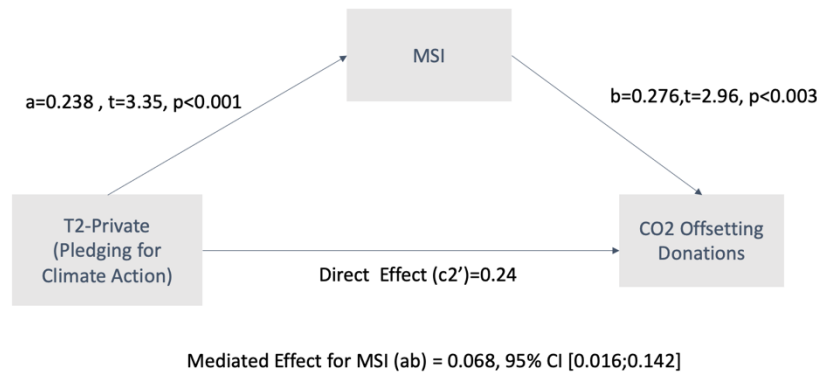 MSI
a=0.238 , t=3.35, p<0.001
b=0.276,t=2.96, p<0.003
T2-Private
(Pledging for
Climate Action)
CO2 Offsetting
Donations
Direct  Effect (c2')=0.24
Mediated Effect for MSI (ab) = 0.068, 95% CI [0.016;0.142]